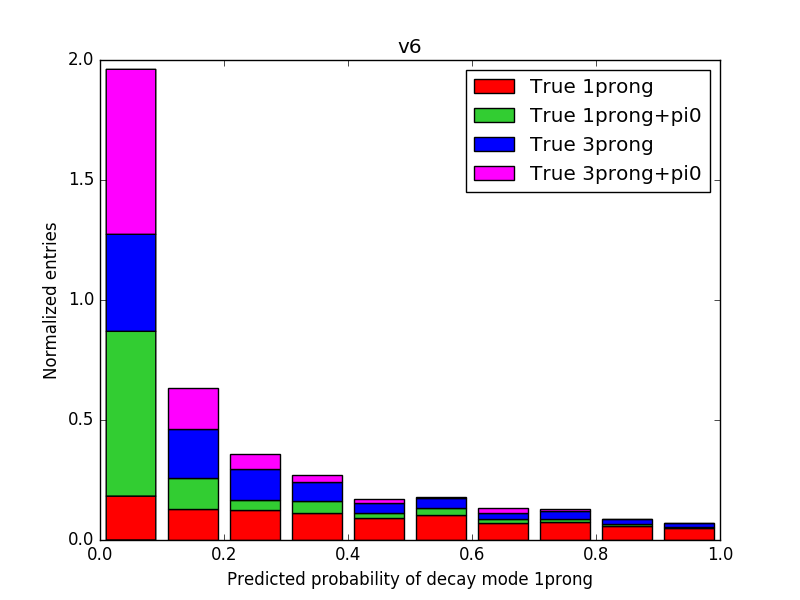 v6
2.0
True 1prong
True 1prong+pi0
True 3prong
True 3prong+pi0
1.5
1.0
0.5
0.0
Normalized entries
0.0 0.2 0.4 0.6 0.8 1.0
Predicted probability of decay mode 1prong